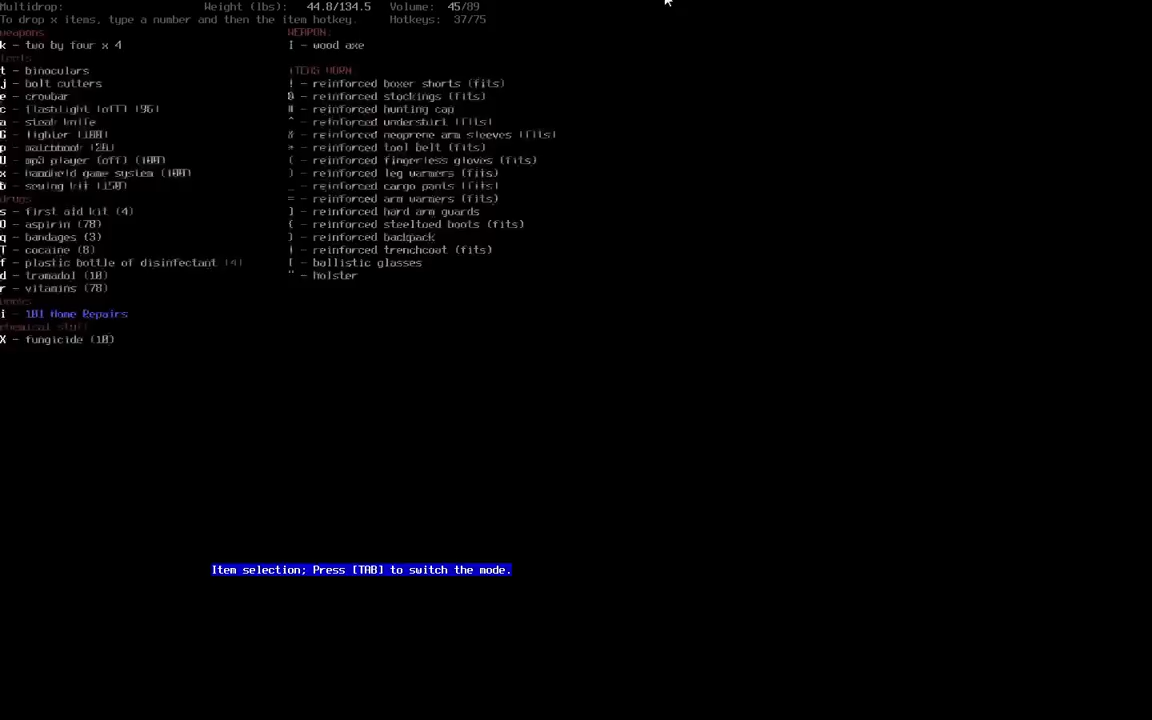 Multidrop: Weight (lbs): 44.8/134.5 Volume: 45/89
To drop x items, type a number and then the item hotkey. Hotkeys: 37/75
weapons
k - two by four x 4
tools
t - binoculars
j - bolt cutters
e - crowbar
c - flashlight (off) (96)
a - steak knife
G - lighter (100)
p - matchbook (20)
U - mp3 player (off) (100)
x - handheld game system (100)
b - sewing kit (150)
drugs
s - first aid kit (4)
O - aspirin (78)
q - bandages (3)
T - cocaine (8)
f - plastic bottle of disinfectant (4)
d - tramadol (10)
r - vitamins (78)
books
i - 101 Home Repairs
chemical stuff
X - fungicide (10)
WEAPON:
I - wood axe
ITEMS WORN:
! - reinforced boxer shorts (fits)
@ - reinforced stockings (fits)
# - reinforced hunting cap
^ - reinforced undershirt (fits)
& - reinforced neoprene arm sleeves (fits)
* - reinforced tool belt (fits)
( - reinforced fingerless gloves (fits)
) - reinforced leg warmers (fits)
_ - reinforced cargo pants (fits)
= - reinforced arm warmers (fits)
] - reinforced hard arm guards
{ - reinforced steeltoed boots (fits)
} - reinforced backpack
| - reinforced trenchcoat (fits)
[ - ballistic glasses
" - holster
Item selection; Press [TAB] to switch the mode.